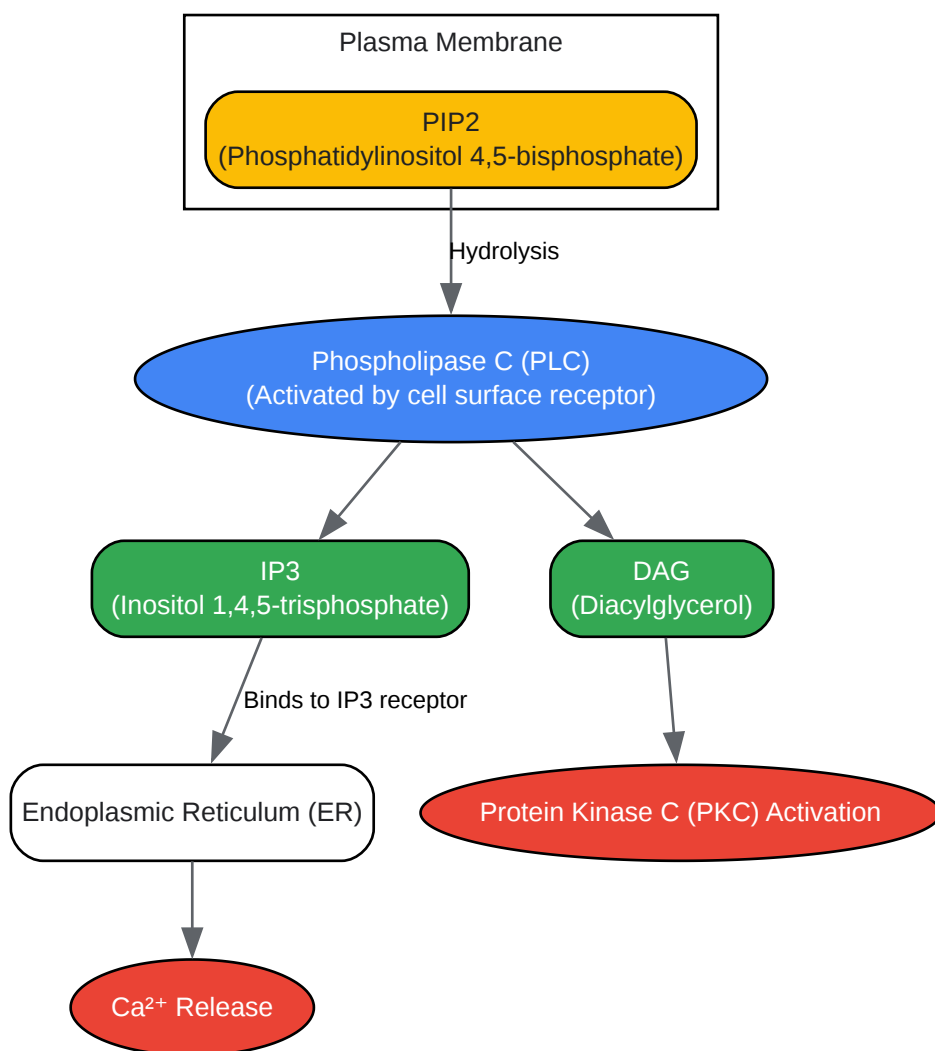 Plasma Membrane
PIP2
(Phosphatidylinositol 4,5-bisphosphate)
Hydrolysis
Phospholipase C (PLC)
(Activated by cell surface receptor)
IP3
(Inositol 1,4,5-trisphosphate)
DAG
(Diacylglycerol)
Binds to IP3 receptor
Endoplasmic Reticulum (ER)
Protein Kinase C (PKC) Activation
Ca²⁺ Release